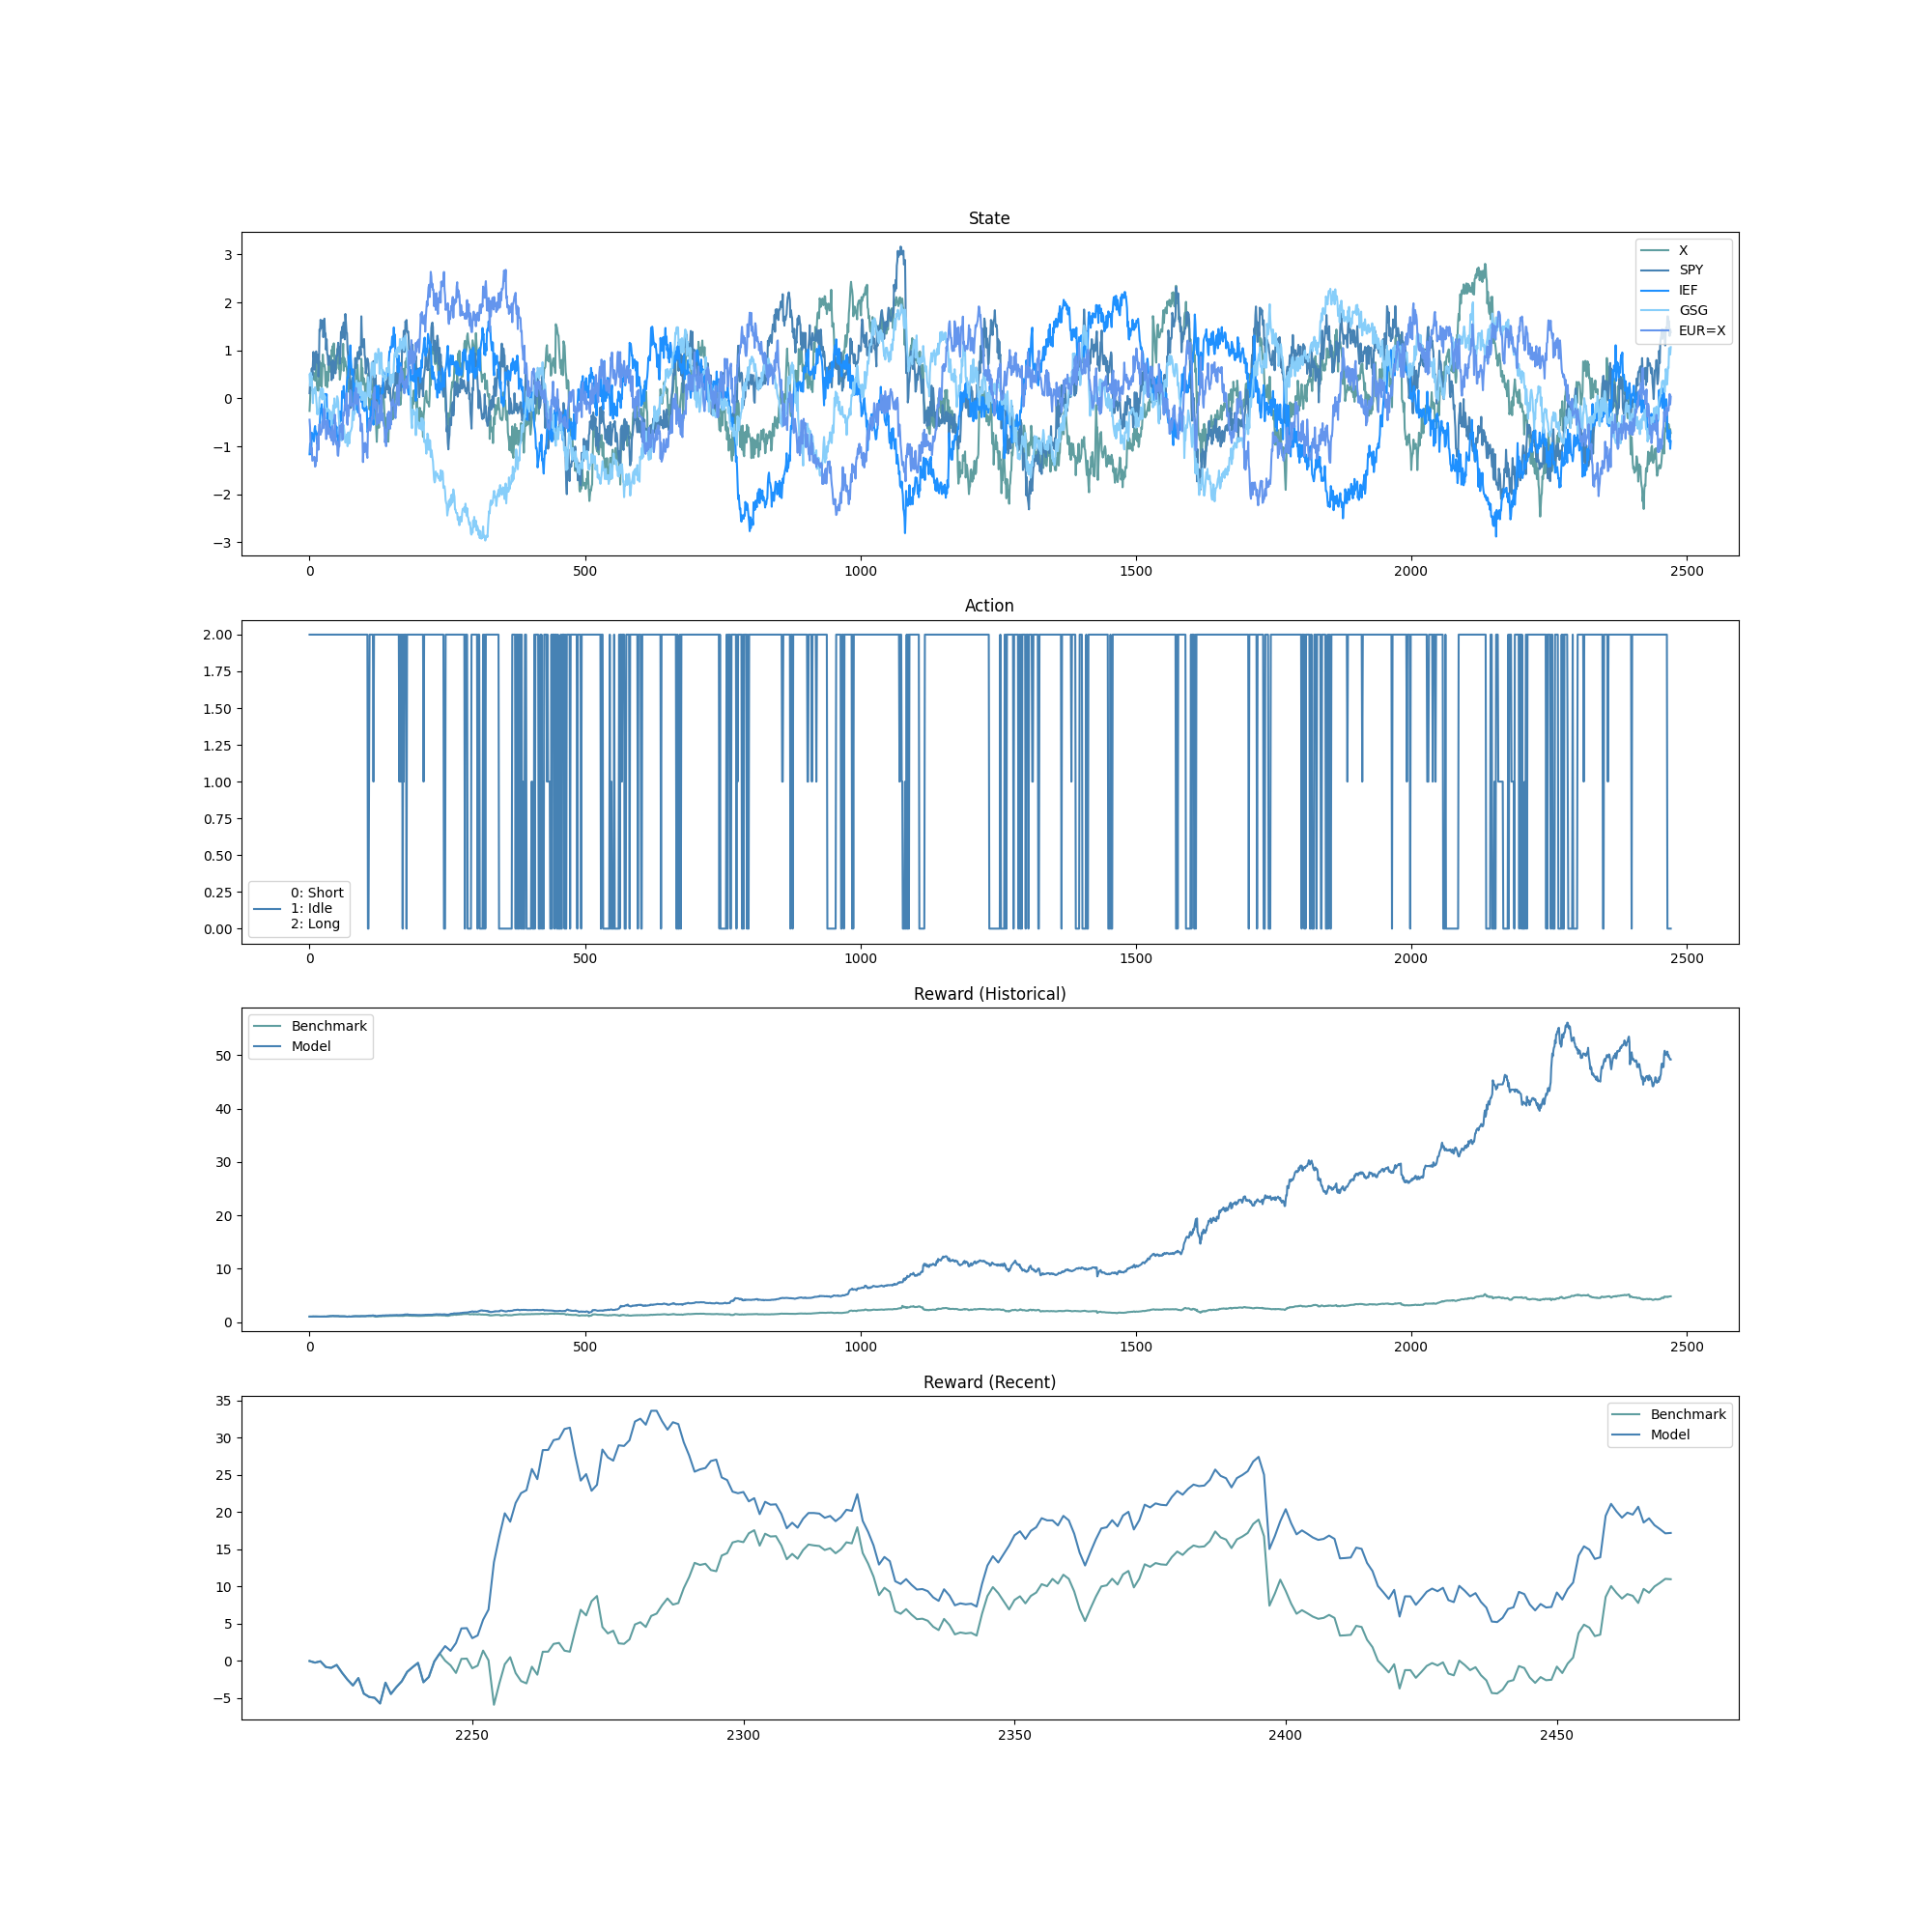 State
3
2
1
0
−1
−2
−3
X
SPY
IEF
GSG
EUR=X
0 500 1000 1500 2000 2500
Action
2.00
1.75
1.50
1.25
1.00
0.75
0.50
0.25
0.00
0: Short
1: Idle
2: Long
0 500 1000 1500 2000 2500
Reward (Historical)
Benchmark
Model
50
40
30
20
10
0
0 500 1000 1500 2000 2500
Reward (Recent)
35
30
25
20
15
10
5
0
−5
Benchmark
Model
2250 2300 2350 2400 2450